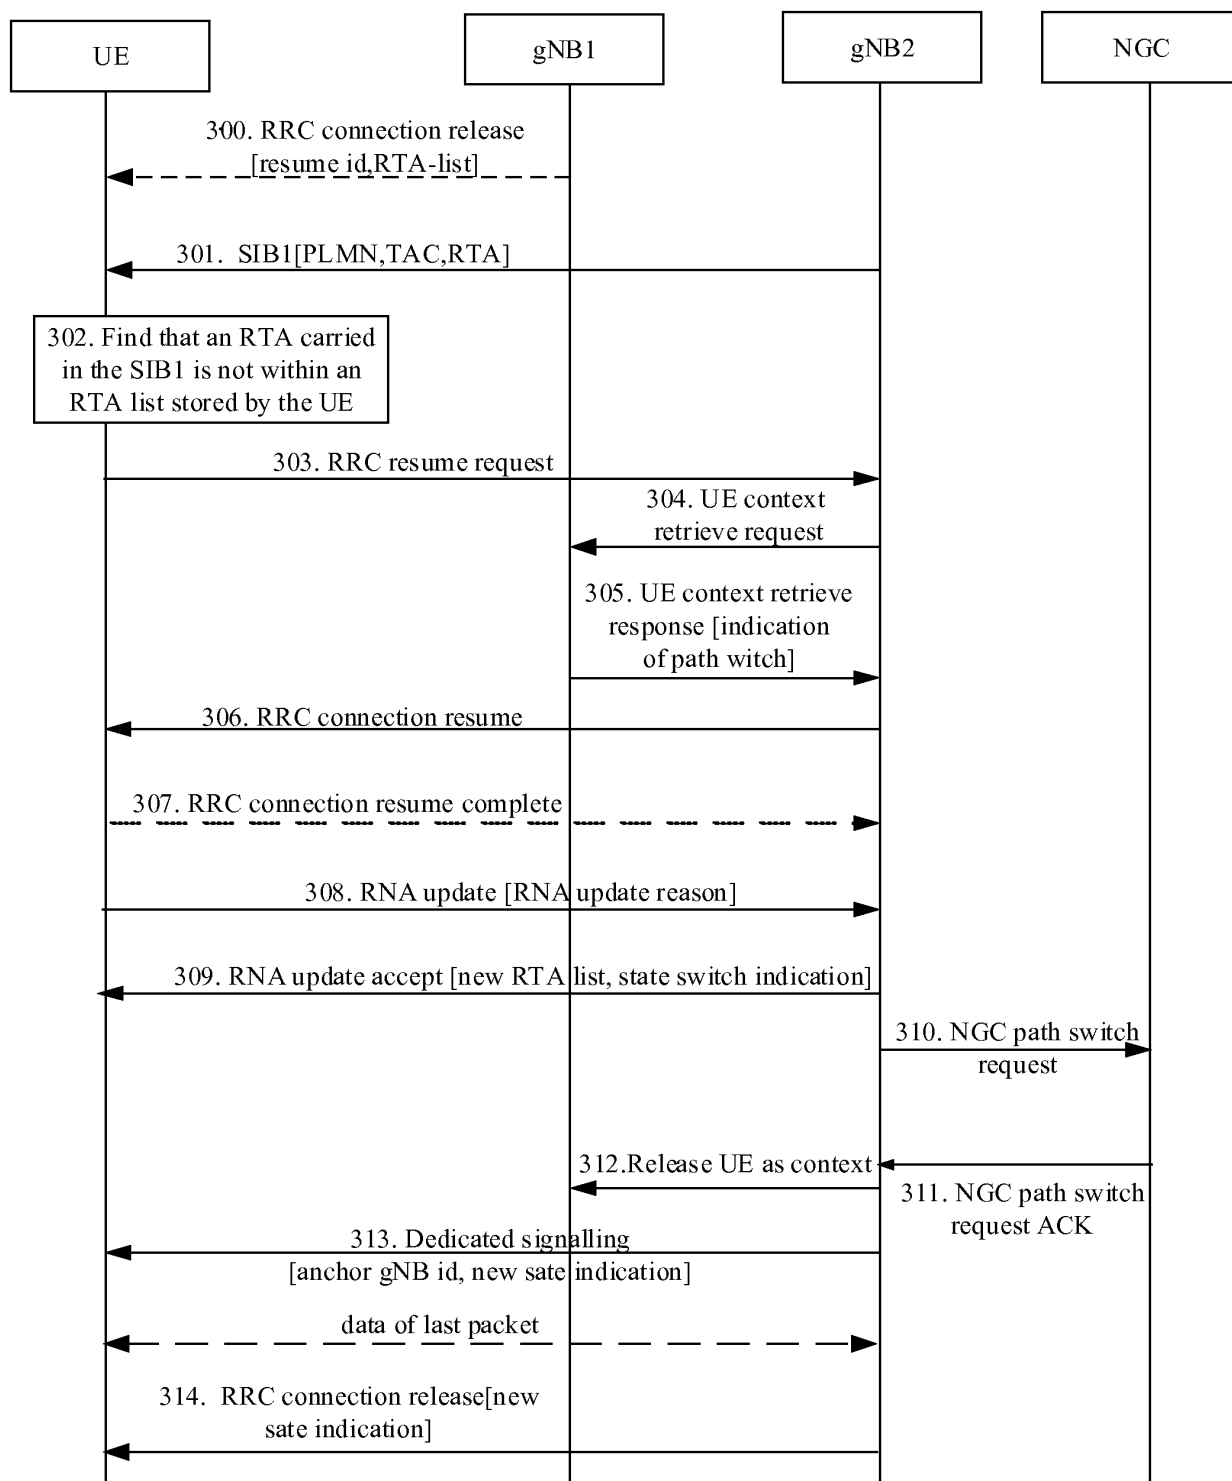 UE
gNB1
gNB2
NGC
300. RRC connection release
[resume id,RTA-list]
301. SIB1[PLMN,TAC,RTA]
302. Find that an RTA carried
in the SIB1 is not within an
RTA list stored by the UE
303. RRC resume request
304. UE context
retrieve request
305. UE context retrieve
response [indication
of path witch]
306. RRC connection resume
307. RRC connection resume complete
308. RNA update [RNA update reason]
309. RNA update accept [new RTA list, state switch indication]
310. NGC path switch
request
312.Release UE as context
311. NGC path switch
request ACK
313. Dedicated signalling
[anchor gNB id, new sate indication]
data of last packet
314. RRC connection release[new
sate indication]